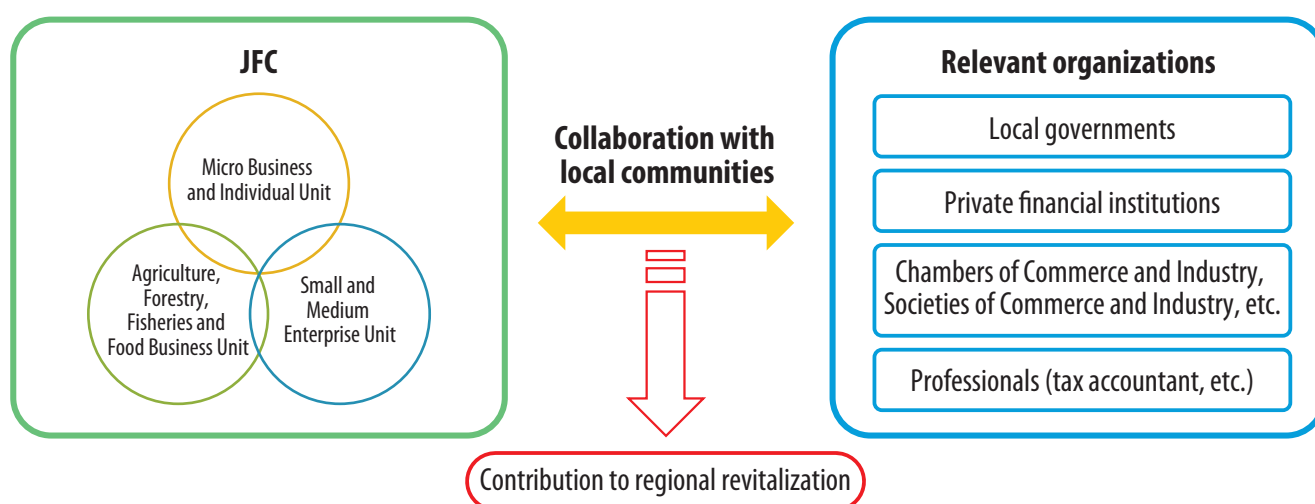 JFC
Micro Business
and Individual Unit
Agriculture,
Forestry,
Fisheries and
Food Business Unit
Small and
Medium
Enterprise Unit
Collaboration with
local communities
Relevant organizations
Local governments
Private financial institutions
Chambers of Commerce and Industry,
Societies of Commerce and Industry, etc.
Professionals (tax accountant, etc.)
Contribution to regional revitalization